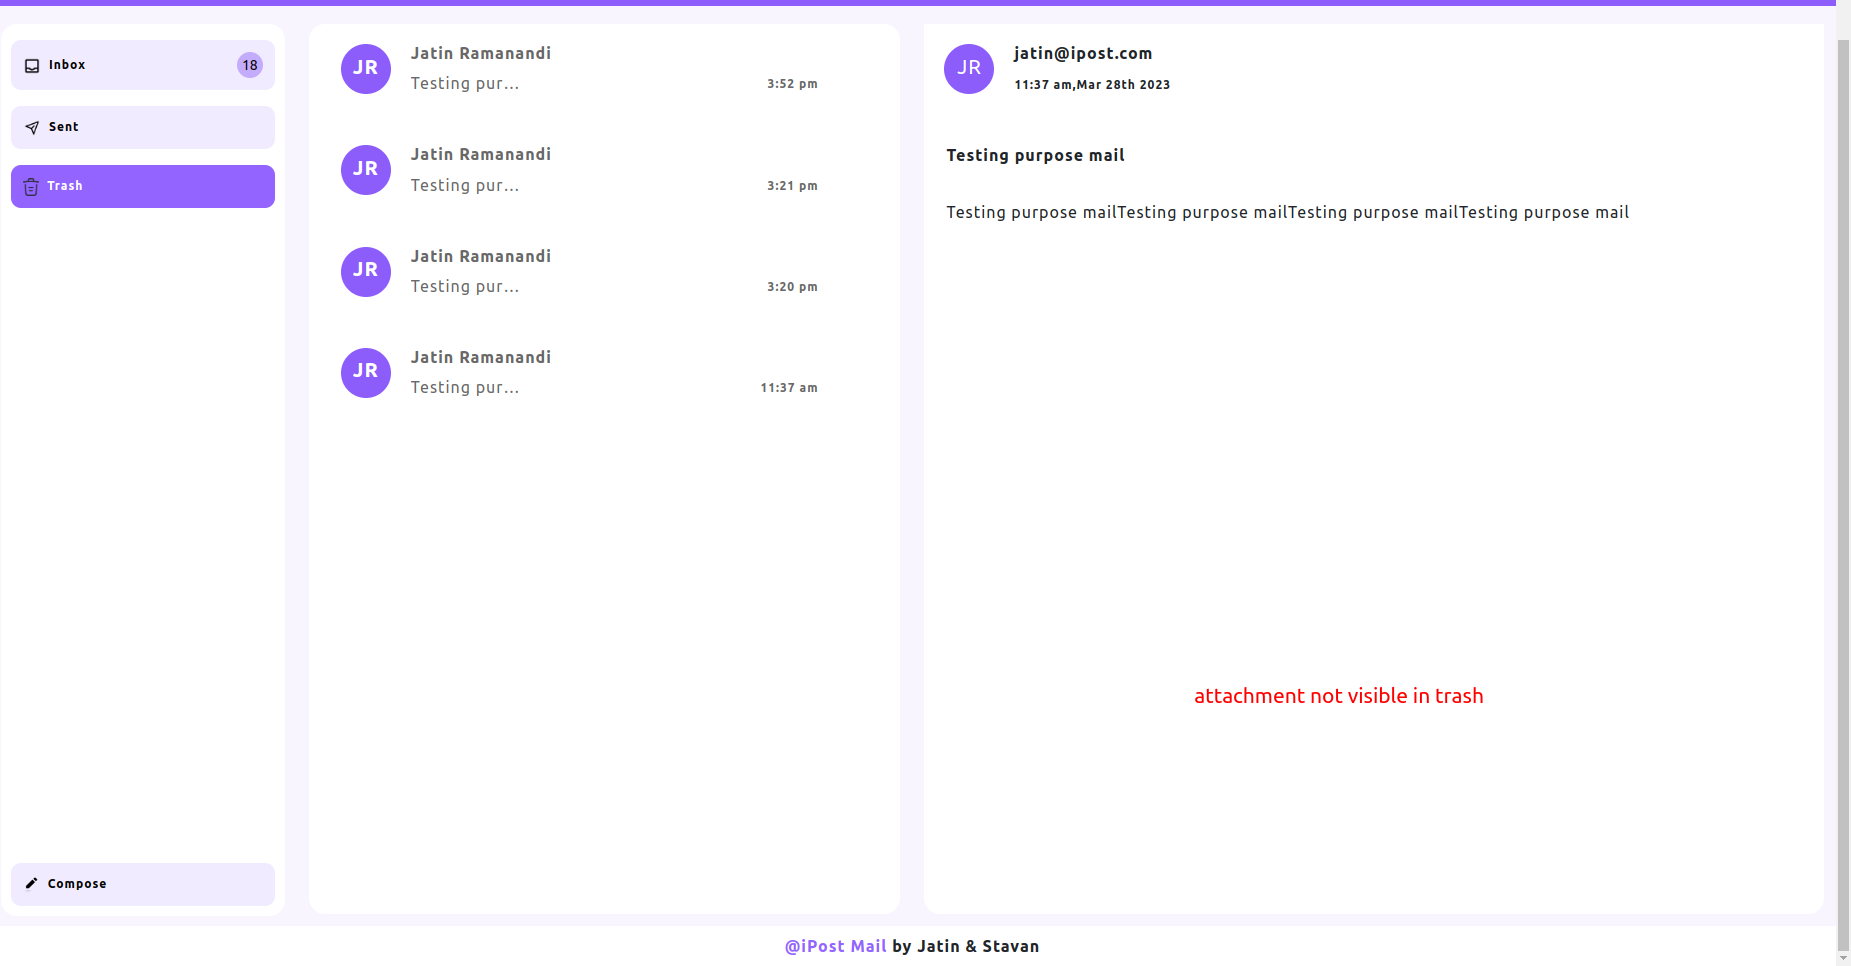 Inbox 18
Sent
Trash
Compose
JR Jatin Ramanandi
Testing pur... 3:52 pm
JR Jatin Ramanandi
Testing pur... 3:21 pm
JR Jatin Ramanandi
Testing pur... 3:20 pm
JR Jatin Ramanandi
Testing pur... 11:37 am
JR jatin@ipost.com
11:37 am,Mar 28th 2023
Testing purpose mail
Testing purpose mailTesting purpose mailTesting purpose mailTesting purpose mail
attachment not visible in trash
@iPost Mail by Jatin & Stavan